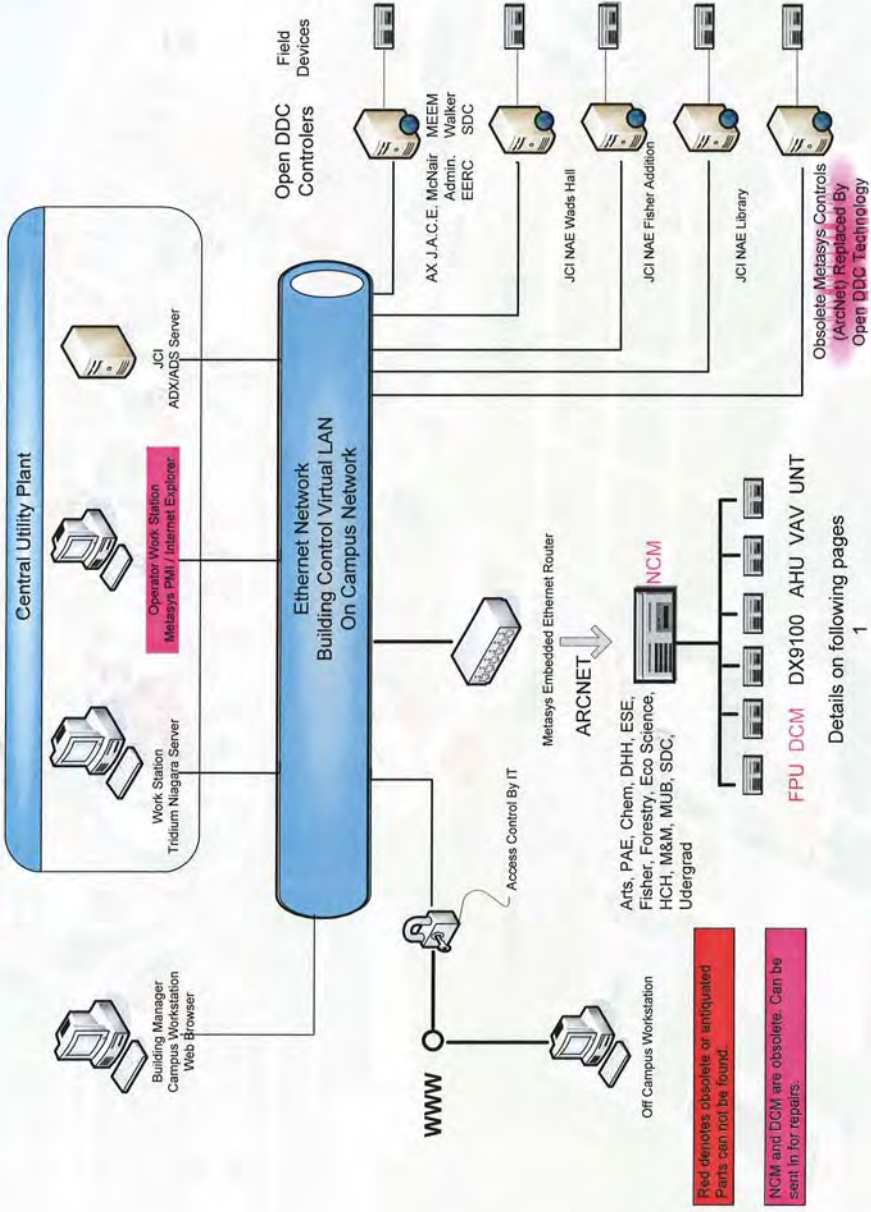 Central Utility Plant
Building Manager
Campus Workstation
Web Browser
Work Station
Tridium Niagara Server
Operator Work Station
Metasys PMI / Internet Explorer
JCI
ADX/ADS Server
Ethernet Network
Building Control Virtual LAN
On Campus Network
Open DDC
Controlers
Field
Devices
AX J.A.C.E. McNair MEEM
Admin. Walker
EERC SDC
JCI NAE Wads Hall
JCI NAE Fisher Addition
JCI NAE Library
Obsolete Metasys Controls
(ArcNet) Replaced By
Open DDC Technology
WWW
Access Control By IT
Off Campus Workstation
Metasys Embedded Ethernet Router
ARCNET
NCM
Arts, PAE, Chem, DHH, ESE,
Fisher, Forestry, Eco Science,
HCH, M&M, MUB, SDC,
Udergrad
FPU DCM DX9100 AHU VAV UNT
Details on following pages
1
Red denotes obsolete or antiquated
Parts can not be found.
NCM and DCM are obsolete. Can be
sent in for repairs.